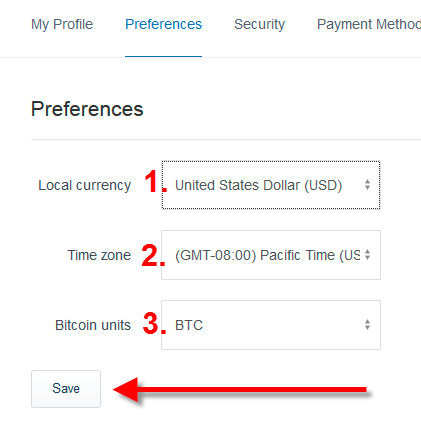 My Profile Preferences Security Payment Method
Preferences
Local currency 1. United States Dollar (USD)
Time zone 2. (GMT-08:00) Pacific Time (US
Bitcoin units 3. BTC
Save